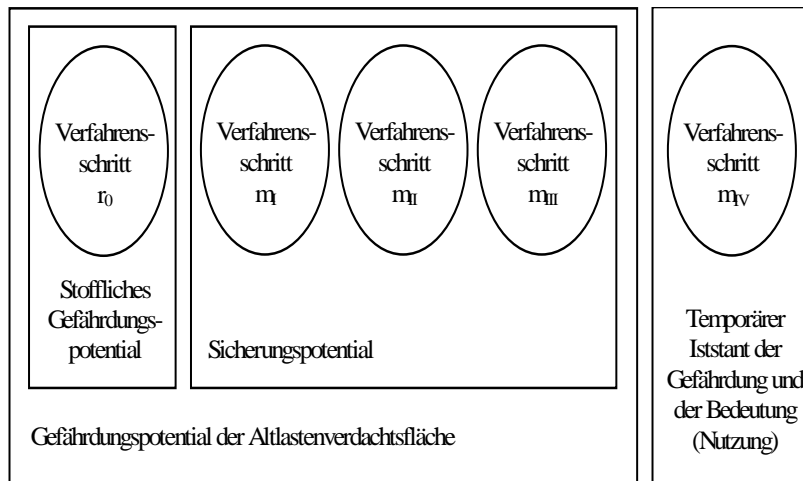 Verfahrens-
schritt
r0
Verfahrens-
schritt
mI
Verfahrens-
schritt
mII
Verfahrens-
schritt
mIII
Verfahrens-
schritt
mIV
Stoffliches
Gefährdungs-
potential
Sicherungspotential
Gefährdungspotential der Altlastenverdachtsfläche
Temporärer
Iststant der
Gefährdung und
der Bedeutung
(Nutzung)